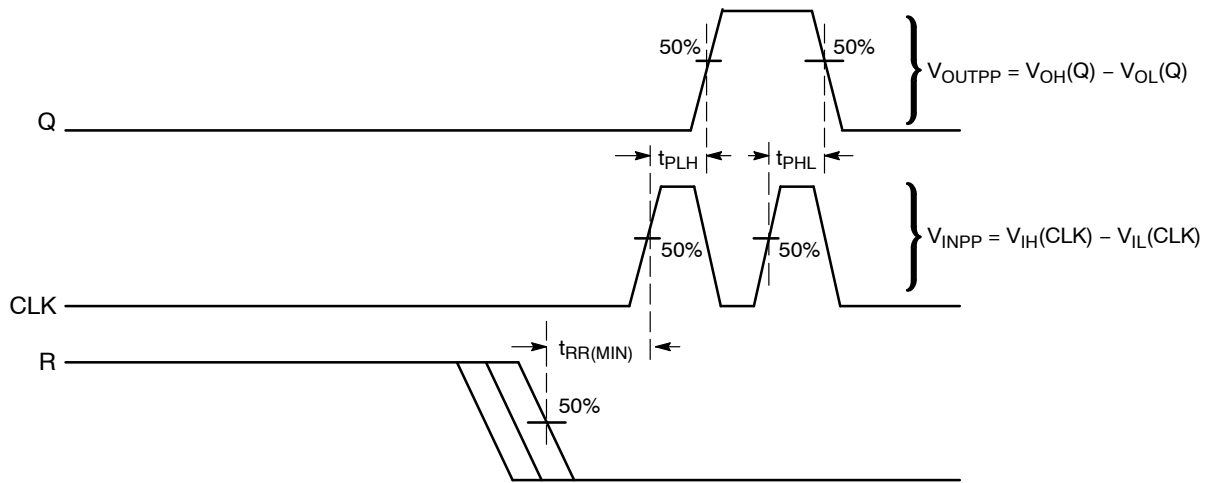 50%
50%
V_OUTPP = V_OH(Q) – V_OL(Q)
Q
t_PLH
t_PHL
50%
50%
V_INPP = V_IH(CLK) – V_IL(CLK)
CLK
t_RR(MIN)
R
50%